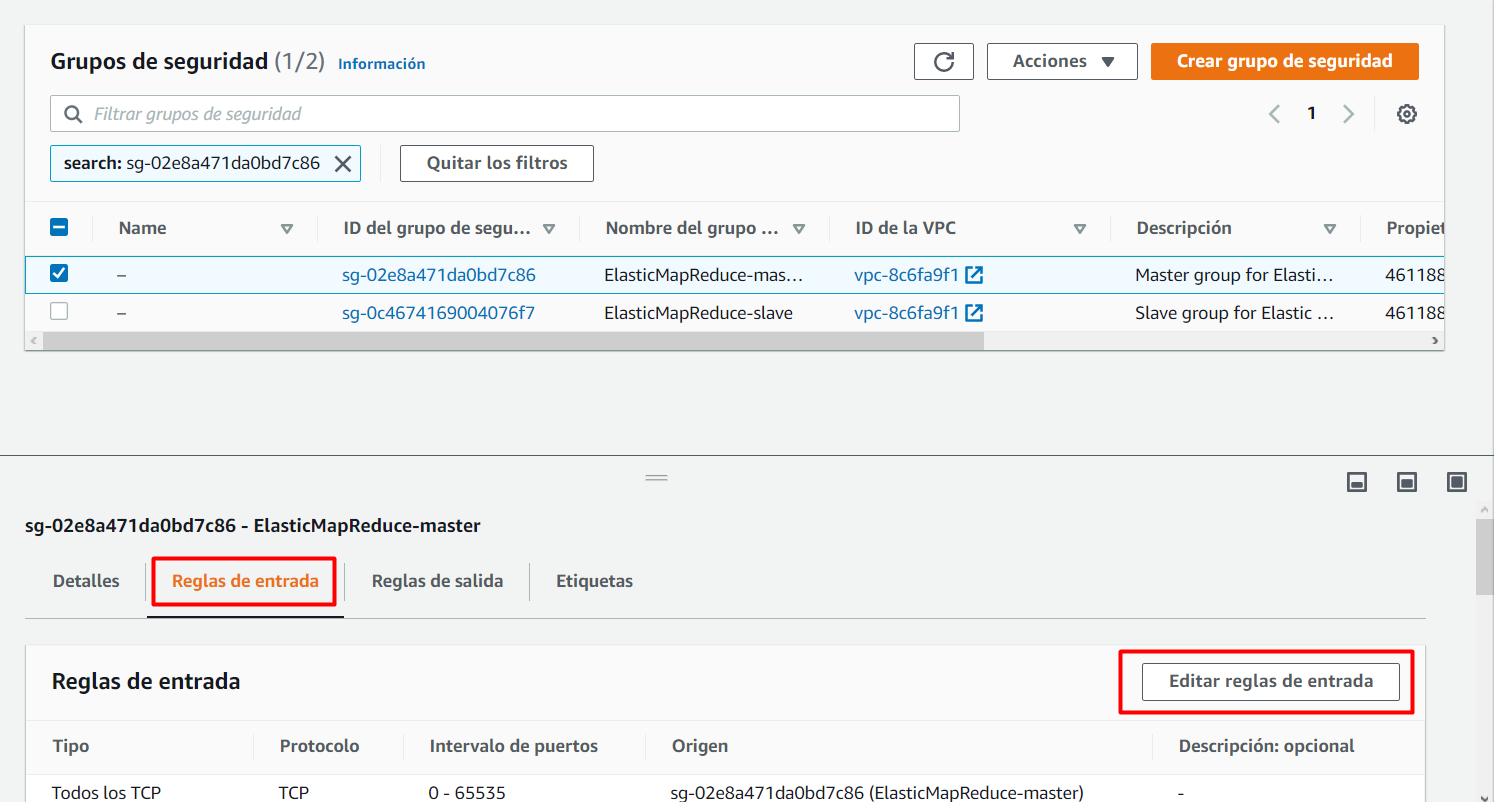 Grupos de seguridad (1/2) Información
Acciones
Crear grupo de seguridad
Filtrar grupos de seguridad
1
search: sg-02e8a471da0bd7c86
Quitar los filtros
Name ID del grupo de segu... Nombre del grupo ... ID de la VPC Descripción Propiet
– sg-02e8a471da0bd7c86 ElasticMapReduce-mas... vpc-8c6fa9f1 Master group for Elasti...461188
– sg-0c4674169004076f7 ElasticMapReduce-slave vpc-8c6fa9f1 Slave group for Elastic ... 461188
sg-02e8a471da0bd7c86 - ElasticMapReduce-master
Detalles Reglas de entrada Reglas de salida Etiquetas
Reglas de entrada
Editar reglas de entrada
Tipo Protocolo Intervalo de puertos Origen Descripción: opcional
Todos los TCP TCP 0 - 65535 sg-02e8a471da0bd7c86 (ElasticMapReduce-master) -